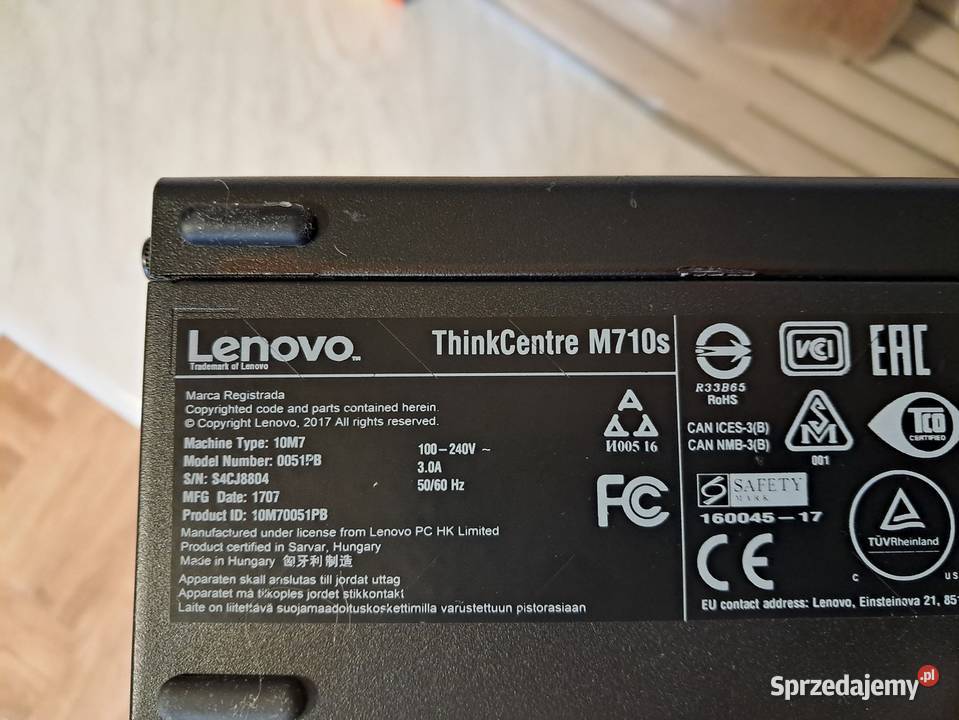 Lenovo™
Trademark of Lenovo
ThinkCentre M710s
Marca Registrada
Copyrighted code and parts contained herein.
© Copyright Lenovo, 2017 All rights reserved.
Machine Type: 10M7
Model Number: 0051PB
S/N: S4CJ8804
MFG Date: 1707
Product ID: 10M70051PB
100-240V ~
3.0A
50/60 Hz
Manufactured under license from Lenovo PC HK Limited
Product certified in Sarvar, Hungary
Made in Hungary 匈牙利制造
Apparaten skall anslutas till jordat uttag
Apparatet må tilkoples jordet stikkontakt
Laite on liitettävä suojamaadoituskoskettimilla varustettuun pistorasiaan
И005 16
FC
R33B65
RoHS
VCI
EAC
CAN ICES-3(B)
CAN NMB-3(B)
SM
001
TCO
CERTIFIED
S SAFETY
MARK
160045-17
TÜVRheinland
C US
CE
EU contact address: Lenovo, Einsteinova 21, 851
Sprzedajemy.pl